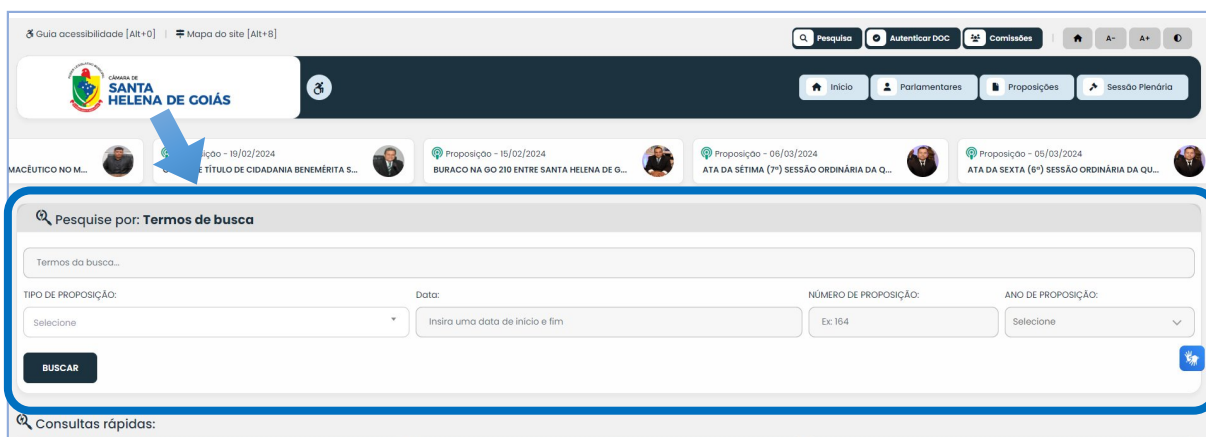 Guia acessibilidade [Alt+0] | Mapa do site [Alt+8]
Pesquisa
Autenticar DOC
Comissões
A-
A+
CÂMARA DE
SANTA
HELENA DE GOIÁS
Início
Parlamentares
Proposições
Sessão Plenária
MACÊUTICO NO M...
ição - 19/02/2024
E TÍTULO DE CIDADANIA BENEMÉRITA S...
Proposição - 15/02/2024
BURACO NA GO 210 ENTRE SANTA HELENA DE G...
Proposição - 06/03/2024
ATA DA SÉTIMA (7ª) SESSÃO ORDINÁRIA DA Q...
Proposição - 05/03/2024
ATA DA SEXTA (6ª) SESSÃO ORDINÁRIA DA QU...
Pesquise por: Termos de busca
Termos da busca...
TIPO DE PROPOSIÇÃO:
Selecione
Data:
Insira uma data de início e fim
NÚMERO DE PROPOSIÇÃO:
Ex: 164
ANO DE PROPOSIÇÃO:
Selecione
BUSCAR
Consultas rápidas: